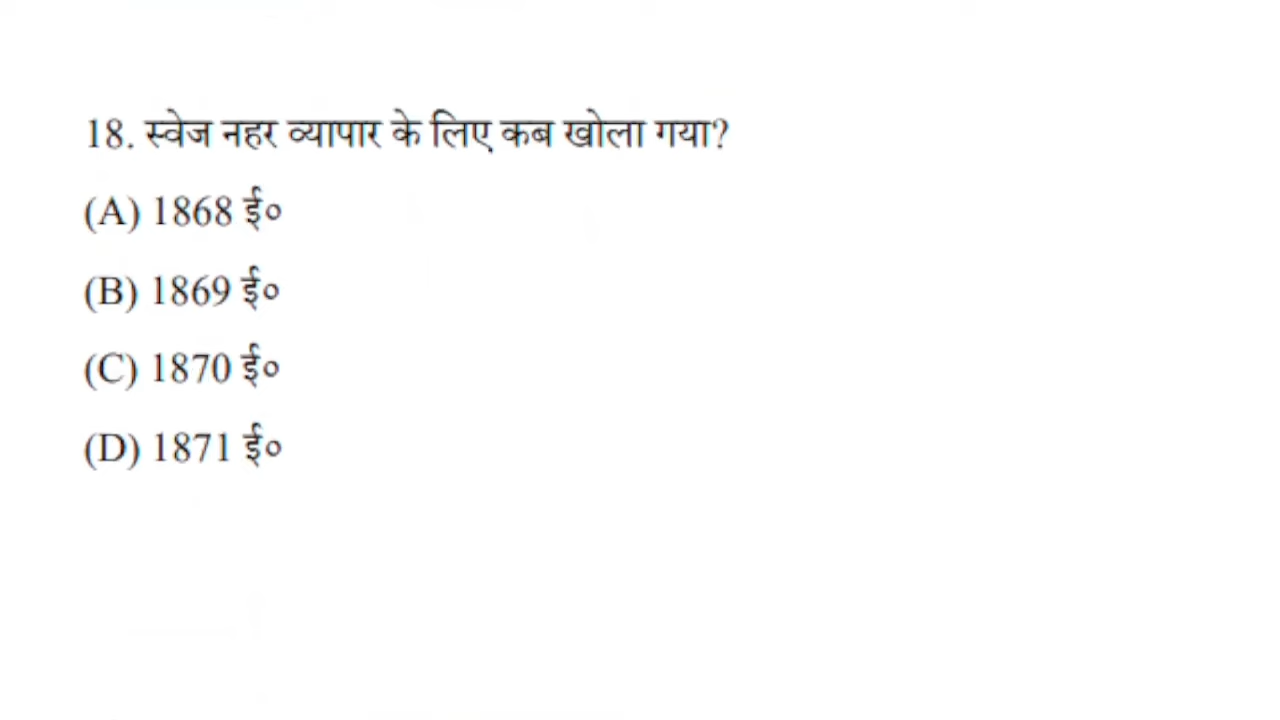 18. स्वेज नहर व्यापार के लिए कब खोला गया?
(A) 1868 ई०
(B) 1869 ई०
(C) 1870 ई०
(D) 1871 ई०